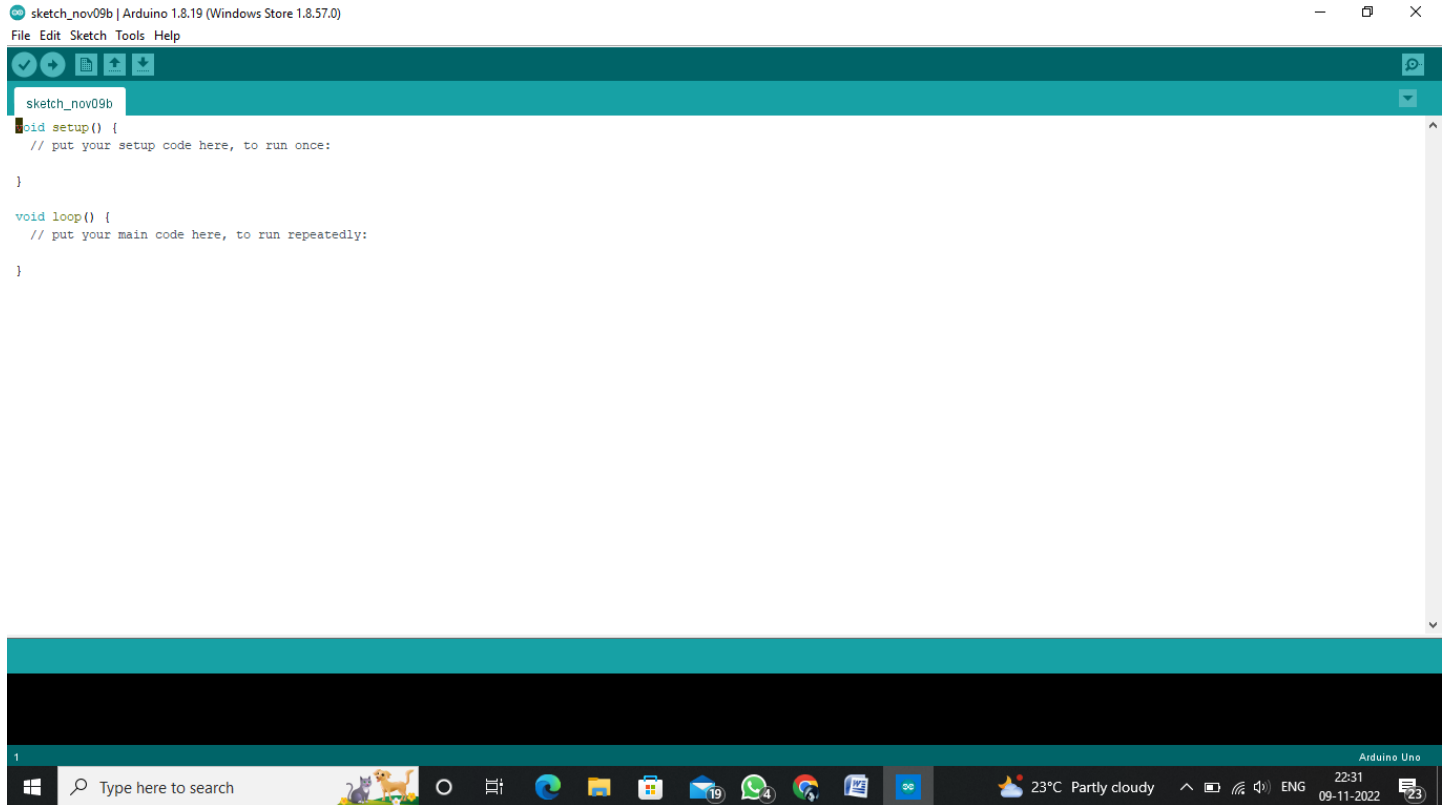 sketch_nov09b | Arduino 1.8.19 (Windows Store 1.8.57.0)
File Edit Sketch Tools Help
sketch_nov09b
void setup() {
  // put your setup code here, to run once:
}
void loop() {
  // put your main code here, to run repeatedly:
}
1
Arduino Uno
Type here to search
19
4
23°C Partly cloudy
ENG
22:31
09-11-2022
23